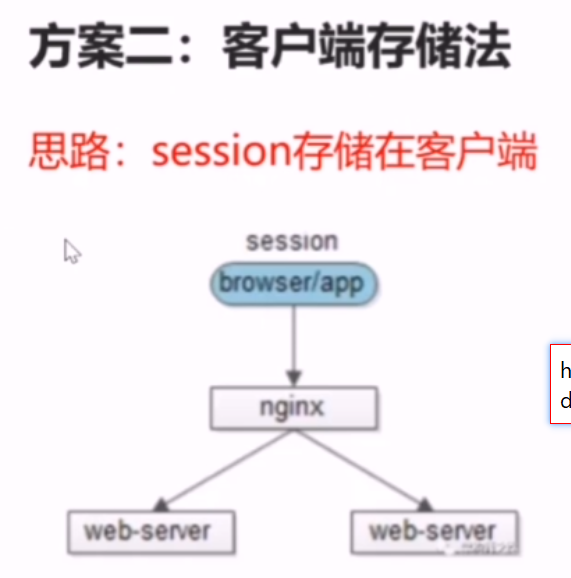 方案二：客户端存储法
思路：session存储在客户端
session
browser/app
nginx
h
d
web-server
web-server